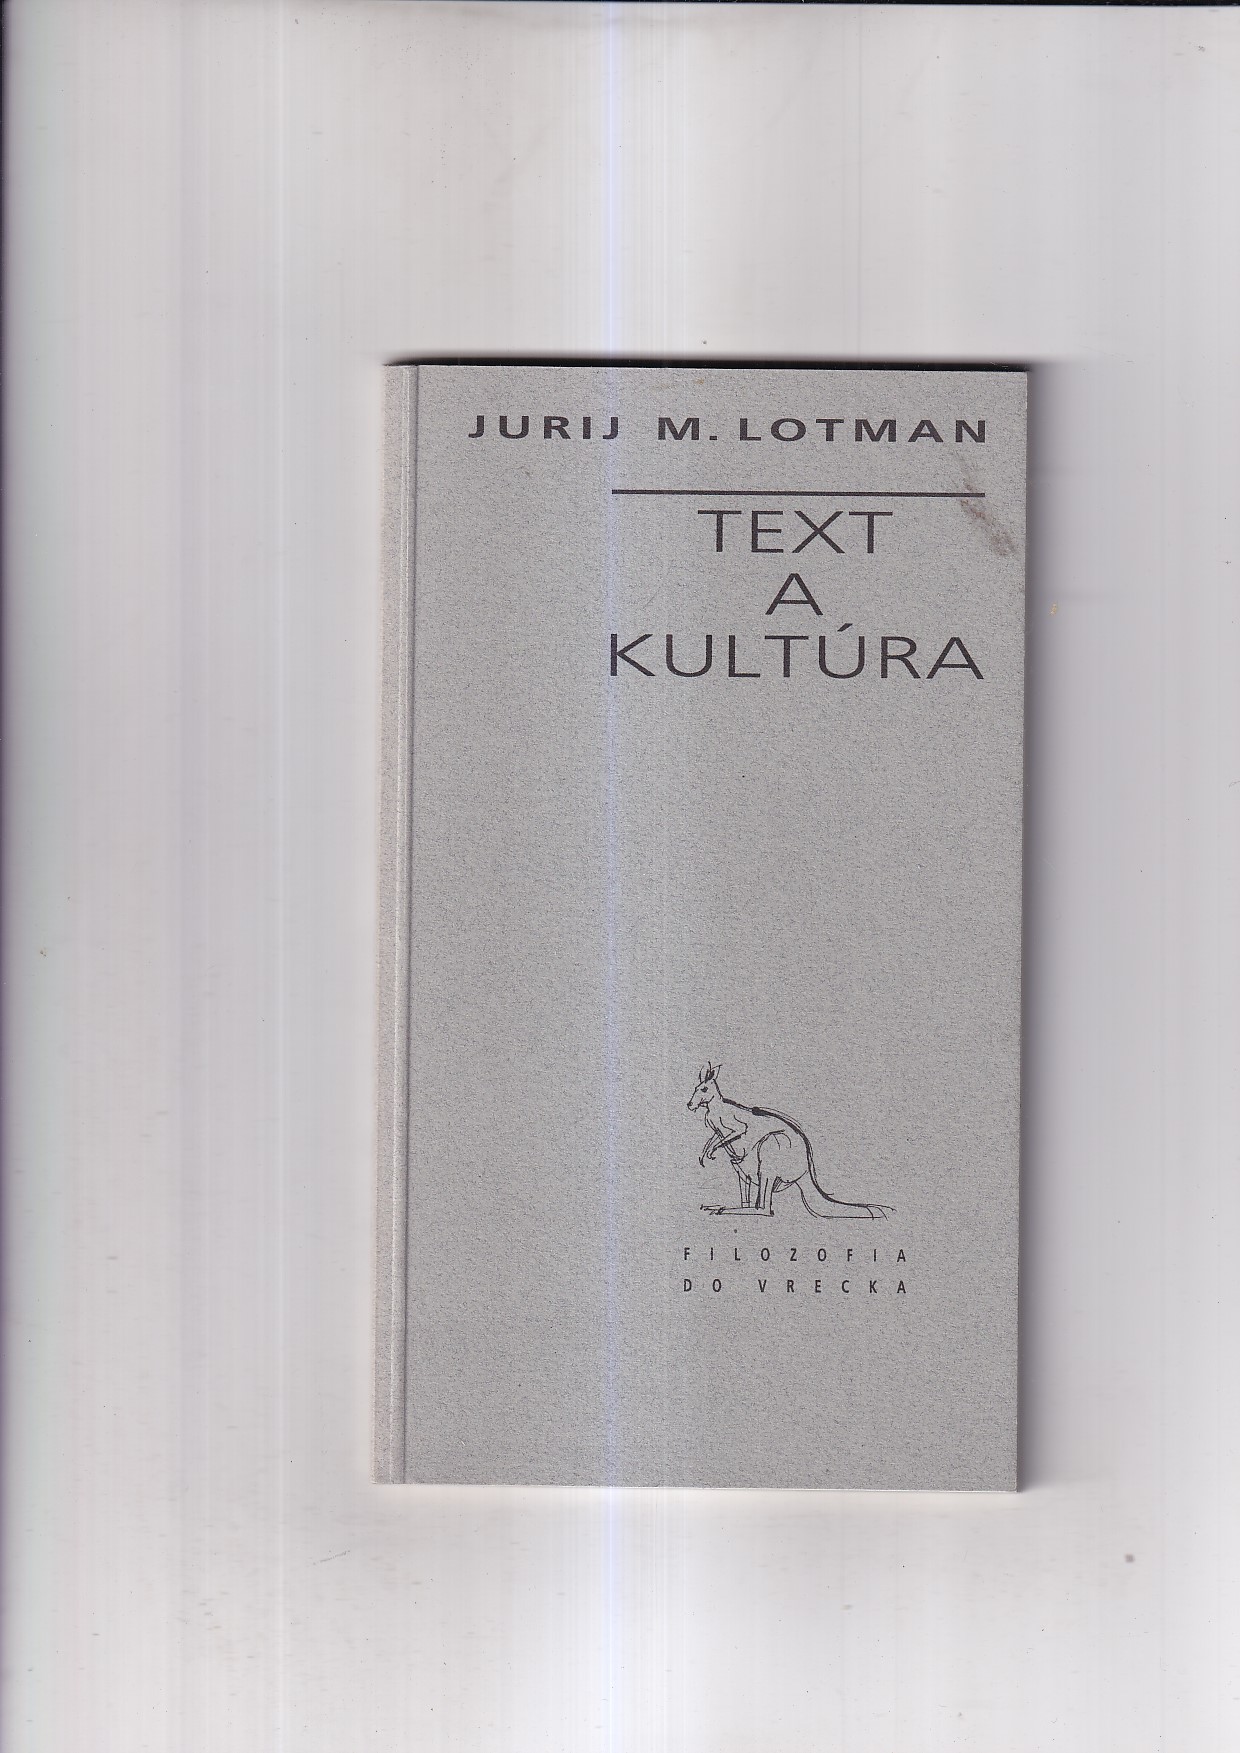 JURIJ M. LOTMAN
TEXT
A
KULTÚRA
FILOZOFIA
DO VRECKA